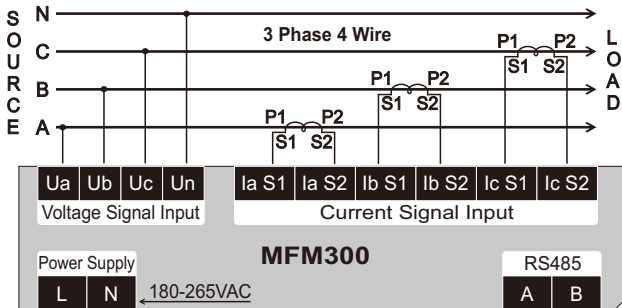 SOURCE
N
C
B
A
3 Phase 4 Wire
LOAD
P1 P2
S1 S2
P1 P2
S1 S2
P1 P2
S1 S2
Ua Ub Uc Un
Ia S1 Ia S2 Ib S1 Ib S2 Ic S1 Ic S2
Voltage Signal Input
Current Signal Input
MFM300
Power Supply
RS485
L N
180-265VAC
A B